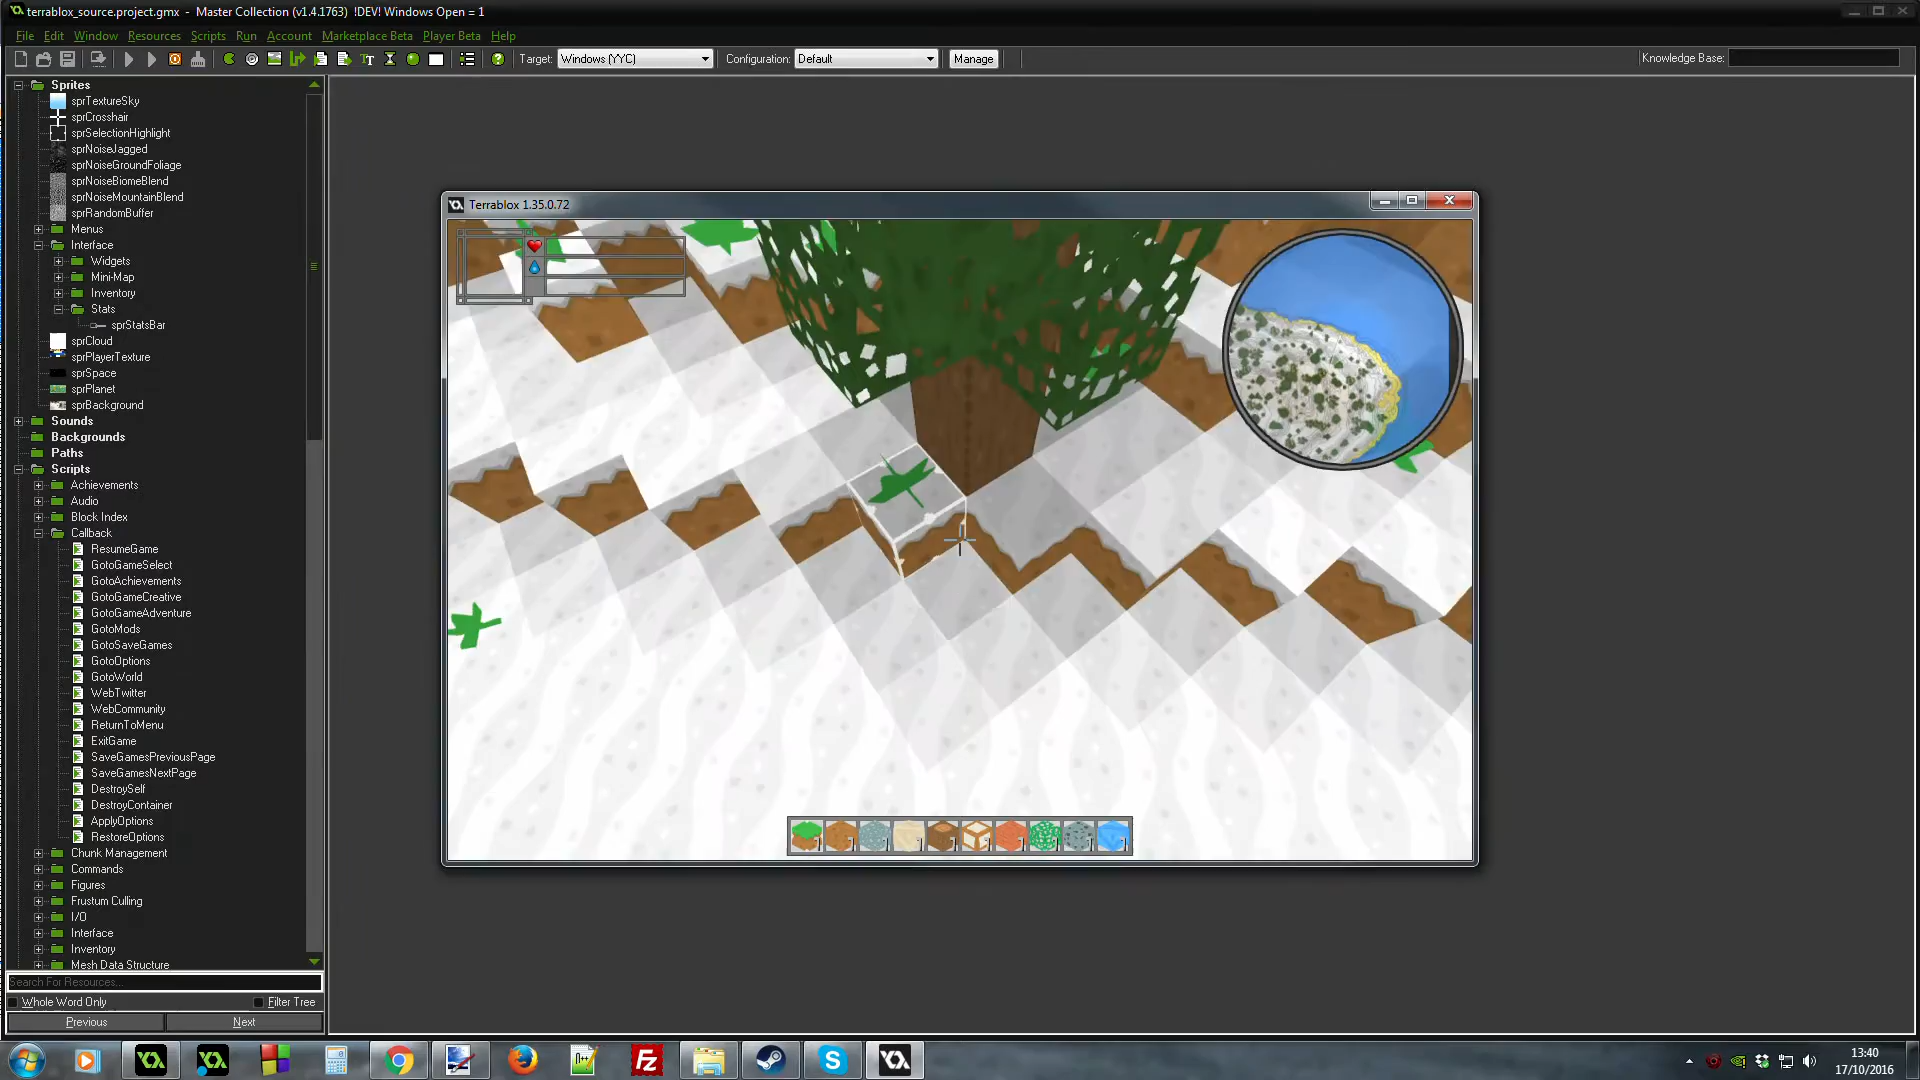 terrablox_source.project.gmx - Master Collection (v1.4.1763) !DEV! Windows Open = 1
File Edit Window Resources Scripts Run Account Marketplace Beta Player Beta Help
Target: Windows (YYC) Configuration: Default Manage Knowledge Base:
Sprites
sprTextureSky
sprCrosshair
sprSelectionHighlight
sprNoiseJagged
sprNoiseGroundFoliage
sprNoiseBiomeBlend
sprNoiseMountainBlend
sprRandomBuffer
Menus
Interface
Widgets
Mini-Map
Inventory
Stats
sprStatsBar
sprCloud
sprPlayerTexture
sprSpace
sprPlanet
sprBackground
Sounds
Backgrounds
Paths
Scripts
Achievements
Audio
Block Index
Callback
ResumeGame
GotoGameSelect
GotoAchievements
GotoGameCreative
GotoGameAdventure
GotoMods
GotoSaveGames
GotoOptions
GotoWorld
WebTwitter
WebCommunity
ReturnToMenu
ExitGame
SaveGamesPreviousPage
SaveGamesNextPage
DestroySelf
DestroyContainer
ApplyOptions
RestoreOptions
Chunk Management
Commands
Figures
Frustum Culling
I/O
Interface
Inventory
Mesh Data Structure
Search For Resources...
Whole Word Only Filter Tree
Previous Next
Terrablox 1.35.0.72
13:40
17/10/2016